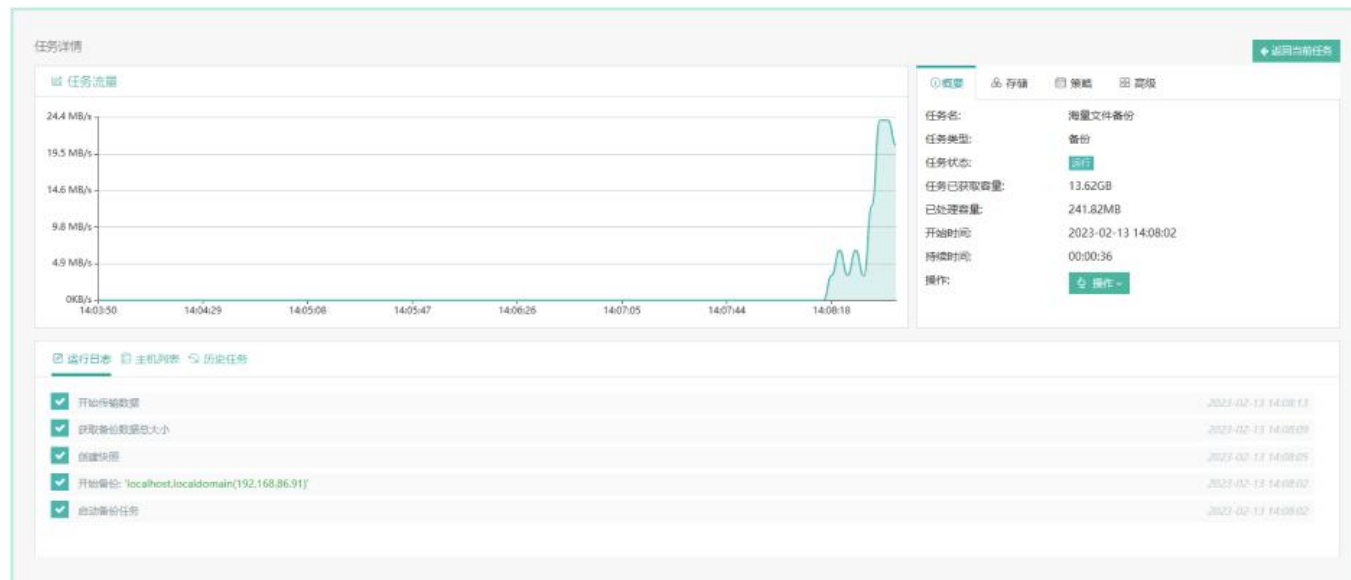 任务详情
返回当前任务
任务流量
24.4 MB/s
19.5 MB/s
14.6 MB/s
9.8 MB/s
4.9 MB/s
0KB/s
14:03:50 14:04:29 14:05:08 14:05:47 14:06:26 14:07:05 14:07:44 14:08:18
概要 存储 策略 高级
任务名: 海量文件备份
任务类型: 备份
任务状态: 运行
任务已获取容量: 13.62GB
已处理容量: 241.82MB
开始时间: 2023-02-13 14:08:02
持续时间: 00:00:36
操作: 操作
运行日志 主机列表 历史任务
开始传输数据 2023-02-13 14:08:13
获取备份数据总大小 2023-02-13 14:08:09
创建快照 2023-02-13 14:08:05
开始备份: 'localhost.localdomain(192.168.86.91)' 2023-02-13 14:08:02
启动备份任务 2023-02-13 14:08:02